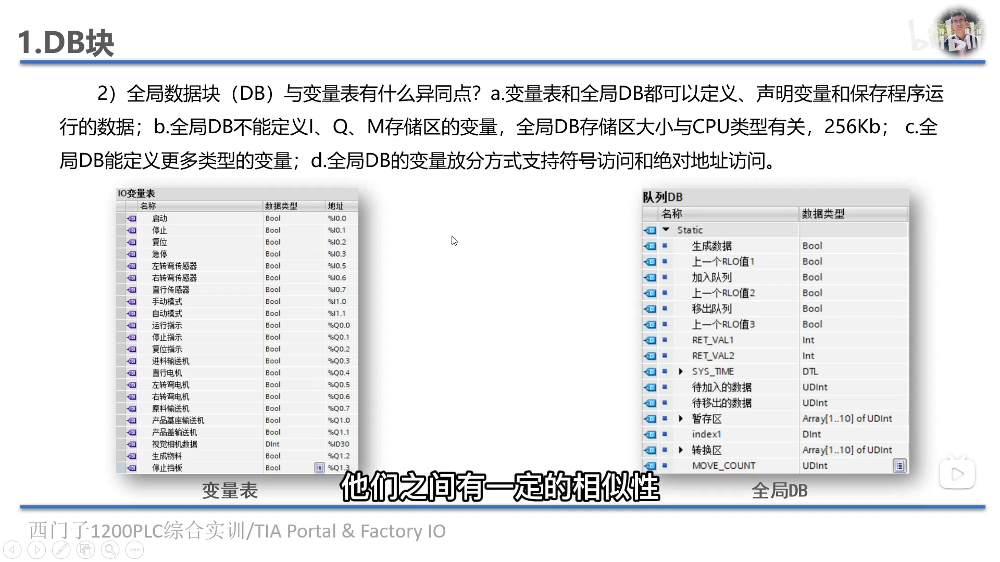 1.DB块
bilibili
2）全局数据块（DB）与变量表有什么异同点？a.变量表和全局DB都可以定义、声明变量和保存程序运
行的数据；b.全局DB不能定义I、Q、M存储区的变量，全局DB存储区大小与CPU类型有关，256Kb； c.全
局DB能定义更多类型的变量；d.全局DB的变量放分方式支持符号访问和绝对地址访问。
IO变量表
名称 数据类型 地址
启动 Bool %I0.0
停止 Bool %I0.1
复位 Bool %I0.2
急停 Bool %I0.3
左转弯传感器 Bool %I0.5
右转弯传感器 Bool %I0.6
直行传感器 Bool %I0.7
手动模式 Bool %I1.0
自动模式 Bool %I1.1
运行指示 Bool %Q0.0
停止指示 Bool %Q0.1
复位指示 Bool %Q0.2
进料输送机 Bool %Q0.3
直行电机 Bool %Q0.4
左转弯电机 Bool %Q0.5
右转弯电机 Bool %Q0.6
原料输送机 Bool %Q0.7
产品基座输送机 Bool %Q1.0
产品盖输送机 Bool %Q1.1
视觉相机数据 DInt %ID30
生成物料 Bool %Q1.2
停止挡板 Bool %Q1.3
变量表
队列DB
名称 数据类型
Static
生成数据 Bool
上一个RLO值1 Bool
加入队列 Bool
上一个RLO值2 Bool
移出队列 Bool
上一个RLO值3 Bool
RET_VAL1 Int
RET_VAL2 Int
SYS_TIME DTL
待加入的数据 UDInt
待移出的数据 UDInt
暂存区 Array[1..10] of UDInt
index1 DInt
转换区 Array[1..10] of UDInt
MOVE_COUNT UDInt
全局DB
他们之间有一定的相似性
西门子1200PLC综合实训/TIA Portal & Factory IO